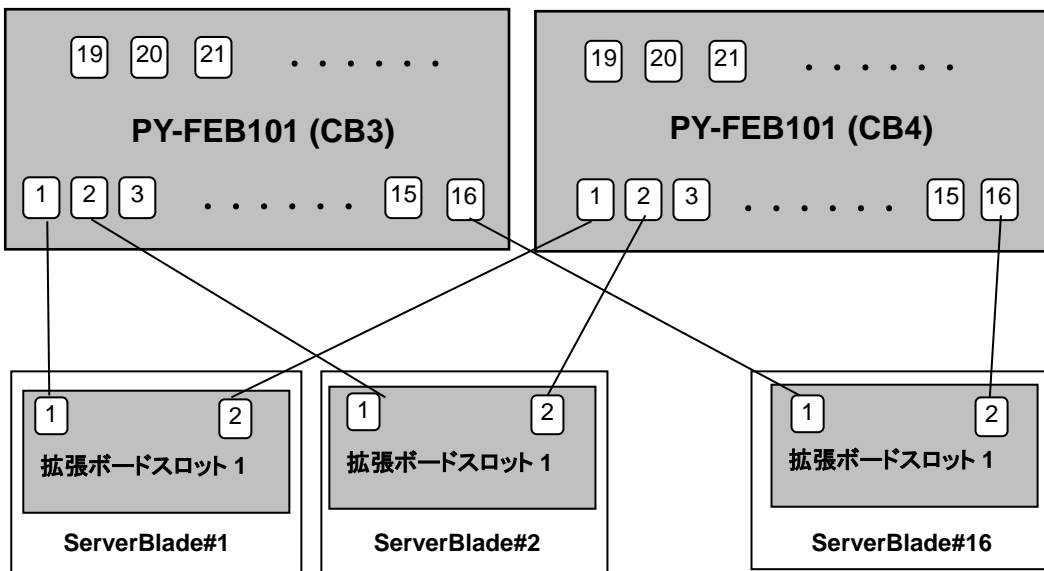 19 20 21 ・・・・・・
PY-FEB101 (CB3)
1 2 3 ・・・・・・ 15 16
19 20 21 ・・・・・・
PY-FEB101 (CB4)
1 2 3 ・・・・・・ 15 16
1 2
拡張ボードスロット 1
ServerBlade#1
1 2
拡張ボードスロット 1
ServerBlade#2
1 2
拡張ボードスロット 1
ServerBlade#16